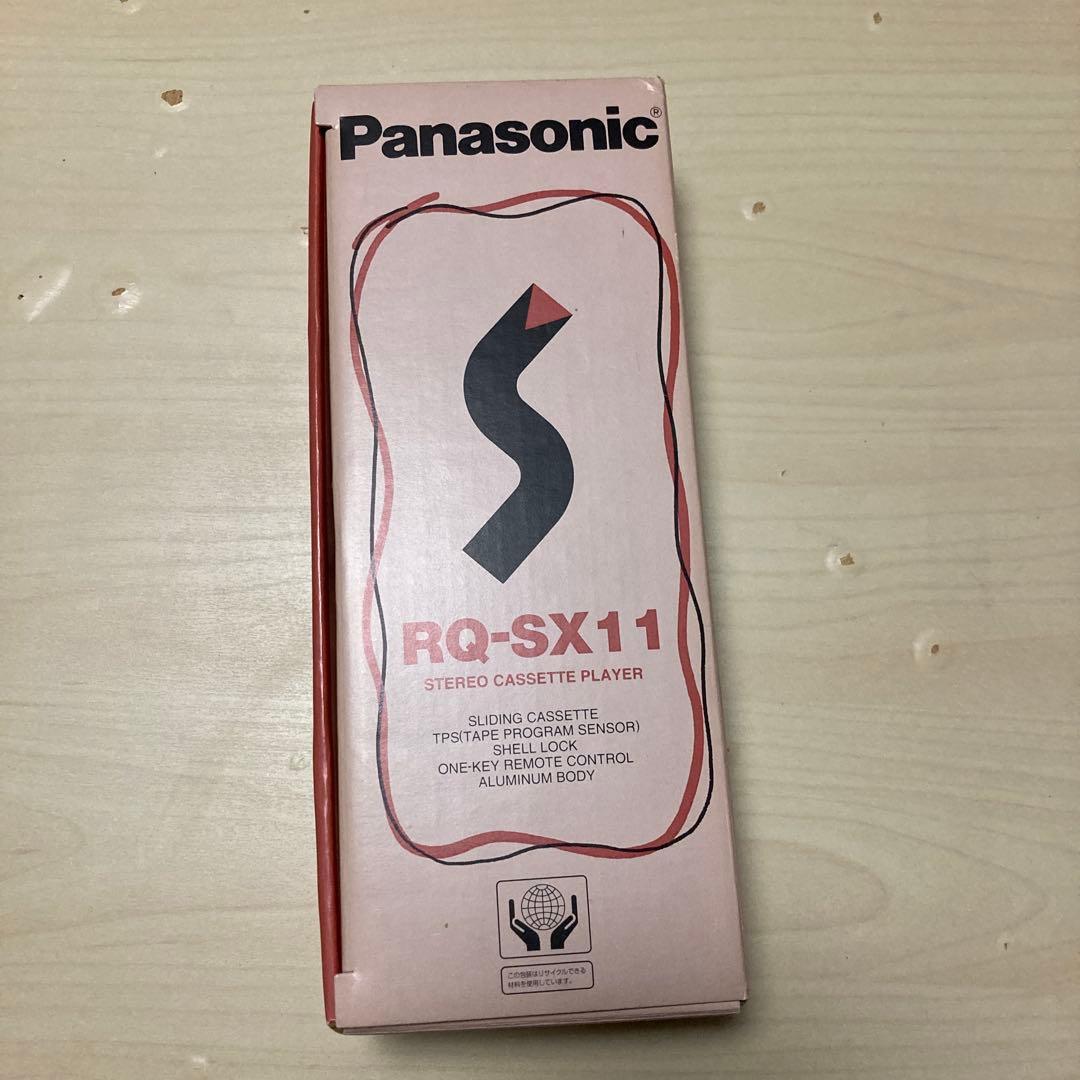 Panasonic®
RQ-SX11
STEREO CASSETTE PLAYER
SLIDING CASSETTE
TPS(TAPE PROGRAM SENSOR)
SHELL LOCK
ONE-KEY REMOTE CONTROL
ALUMINUM BODY
この包装はリサイクルできる
材料を使用しています。